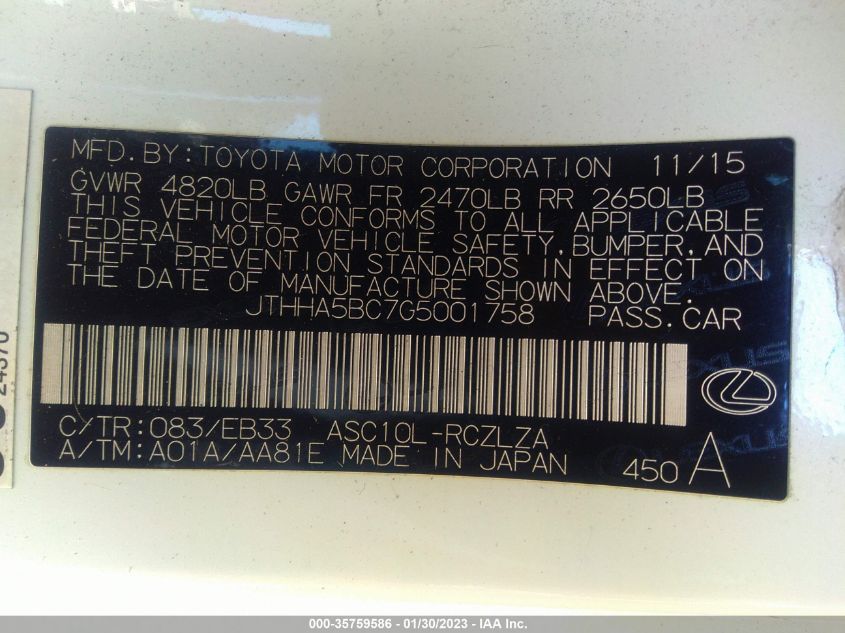 MFD.BY:TOYOTA MOTOR CORPORATION 11/15
GVWR 4820LB GAWR FR 2470LB RR 2650LB
THIS VEHICLE CONFORMS TO ALL APPLICABLE
FEDERAL MOTOR VEHICLE SAFETY,BUMPER,AND
THEFT PREVENTION STANDARDS IN EFFECT ON
THE DATE OF MANUFACTURE SHOWN ABOVE.
JTHHA5BC7G5001758 PASS.CAR
C/TR:083/EB33 ASC10L-RCZLZA
A/TM:A01A/AA81E MADE IN JAPAN
450 A
000-35759586 | 01/30/2023 - IAA Inc.